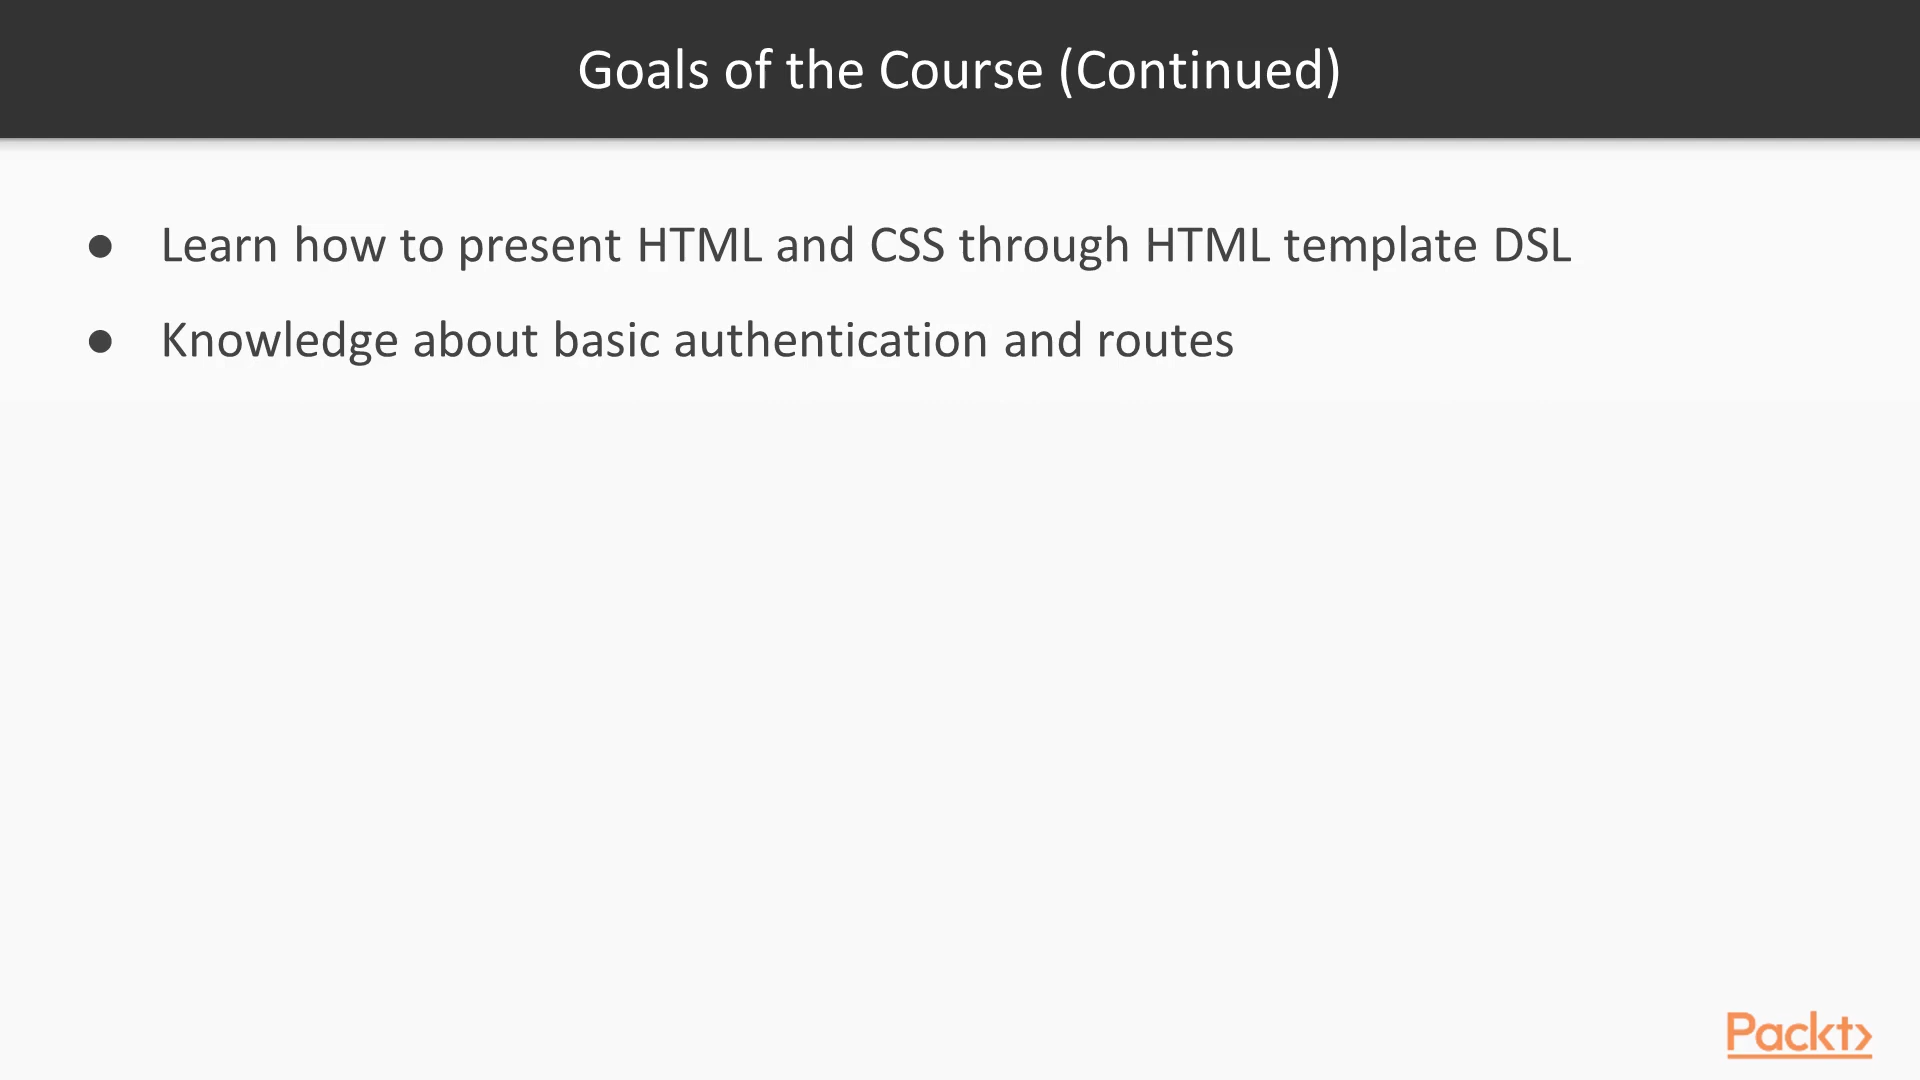 Goals of the Course (Continued)
● Learn how to present HTML and CSS through HTML template DSL
● Knowledge about basic authentication and routes
Packt>